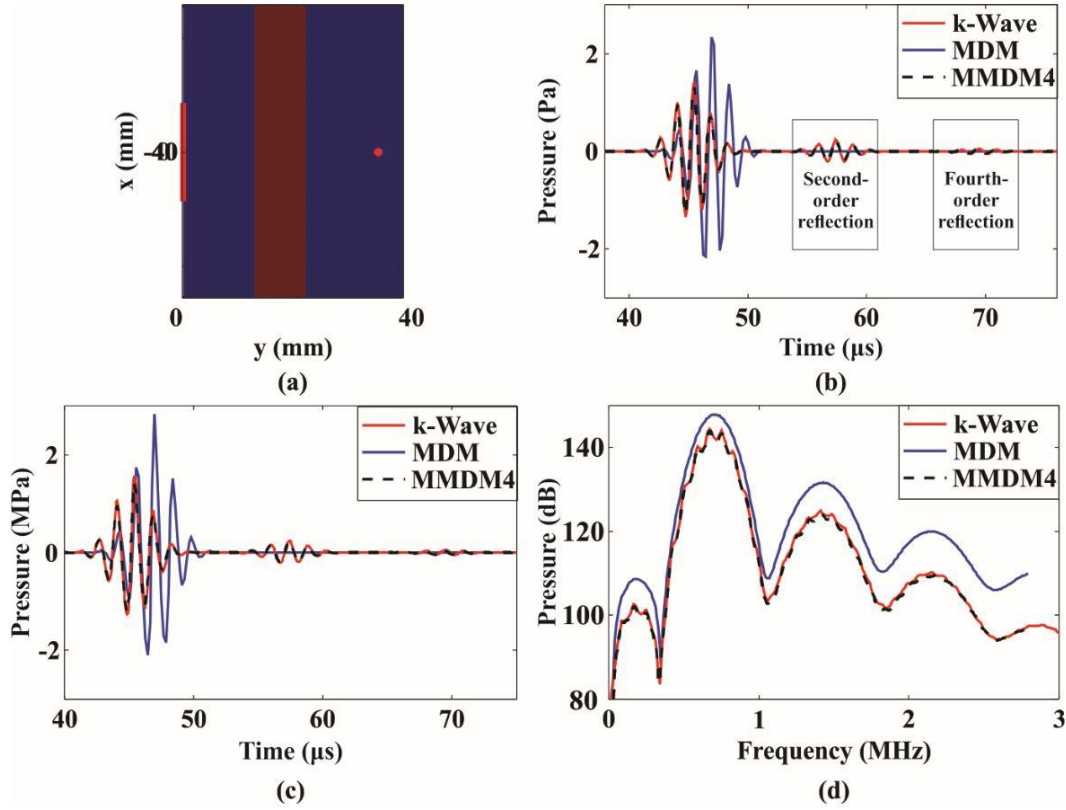 x (mm)
-40
0
40
y (mm)
(a)
Pressure (Pa)
2
0
-2
k-Wave
MDM
MMDM4
Second-
order
reflection
Fourth-
order
reflection
40
50
60
70
Time (μs)
(b)
Pressure (MPa)
2
0
-2
k-Wave
MDM
MMDM4
40
50
60
70
Time (μs)
(c)
Pressure (dB)
140
120
100
80
k-Wave
MDM
MMDM4
0
1
2
3
Frequency (MHz)
(d)